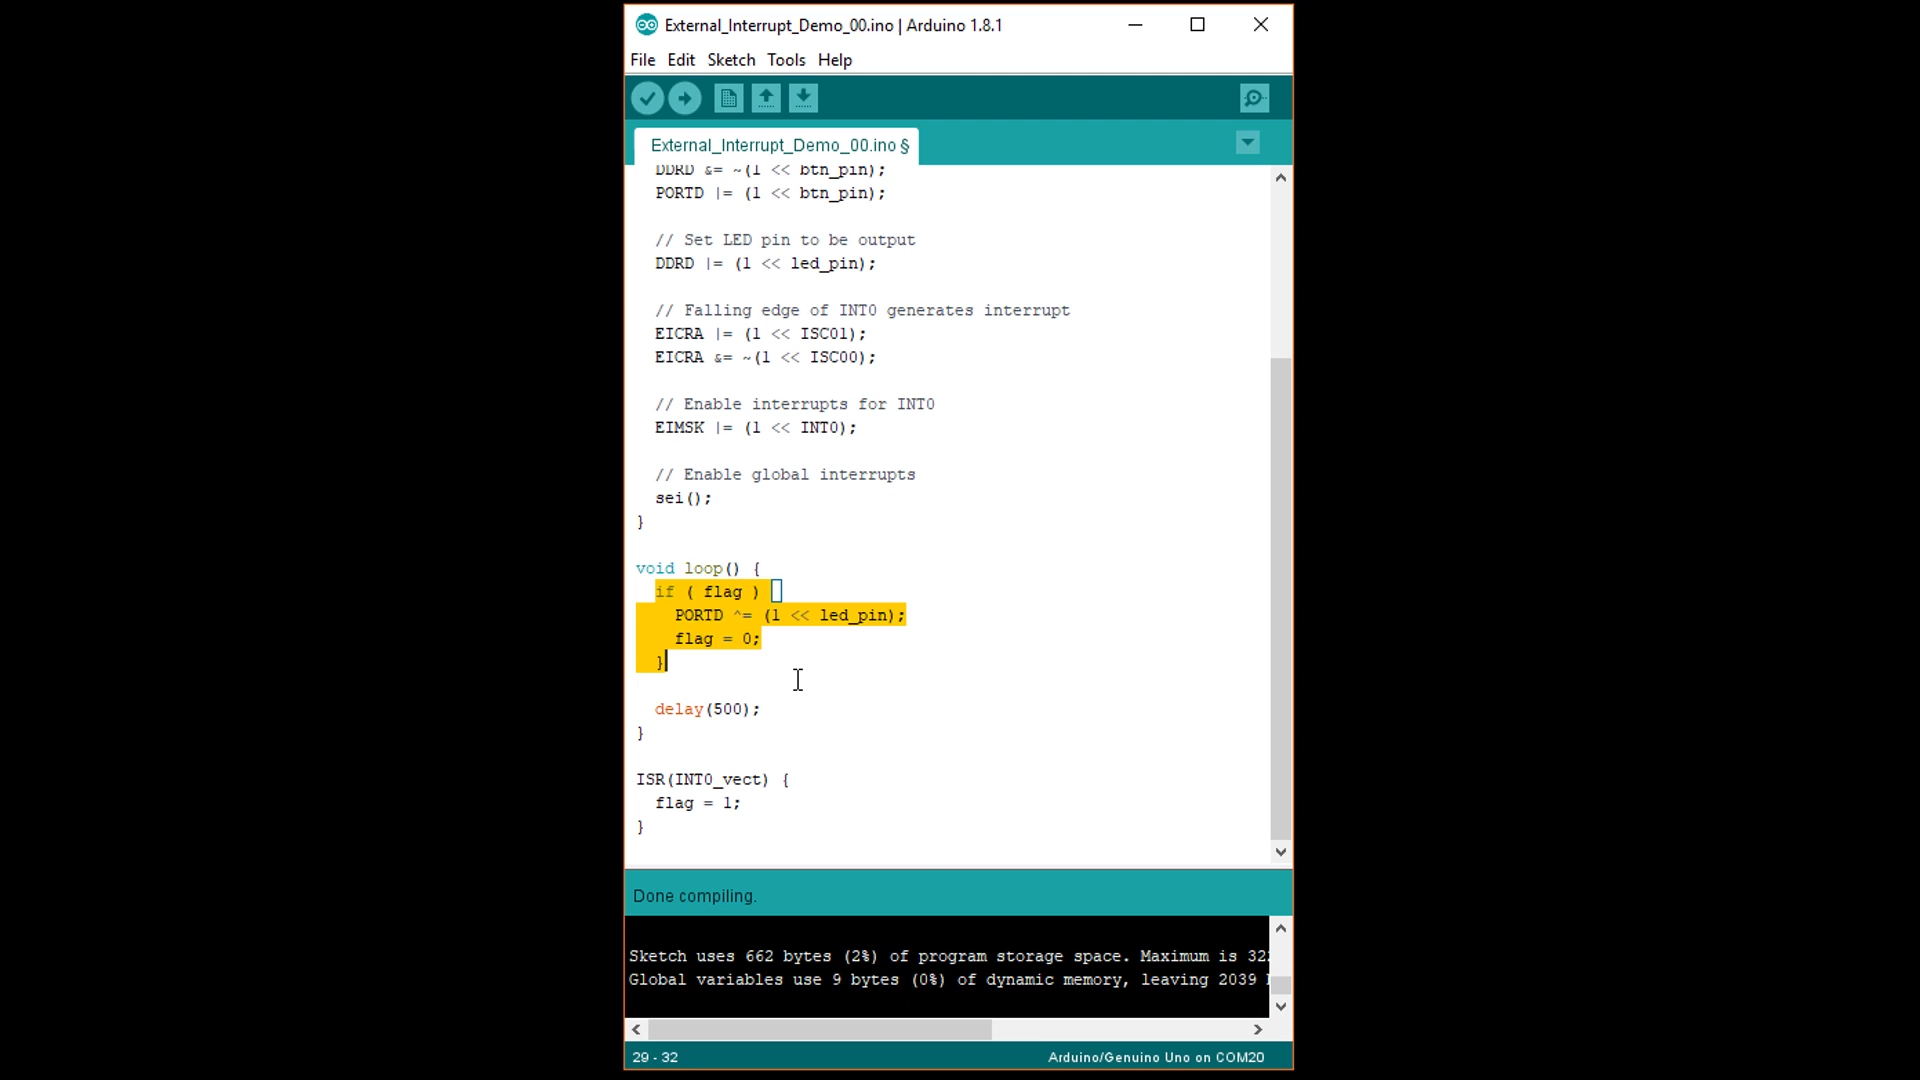 External_Interrupt_Demo_00.ino | Arduino 1.8.1
File Edit Sketch Tools Help
External_Interrupt_Demo_00.ino §
DDRD &= ~(1 << btn_pin);
PORTD |= (1 << btn_pin);
// Set LED pin to be output
DDRD |= (1 << led_pin);
// Falling edge of INT0 generates interrupt
EICRA |= (1 << ISC01);
EICRA &= ~(1 << ISC00);
// Enable interrupts for INT0
EIMSK |= (1 << INT0);
// Enable global interrupts
sei();
}
void loop() {
if ( flag )
PORTD ^= (1 << led_pin);
flag = 0;
}
delay(500);
}
ISR(INT0_vect) {
flag = 1;
}
Done compiling.
Sketch uses 662 bytes (2%) of program storage space. Maximum is
Global variables use 9 bytes (0%) of dynamic memory, leaving 2039
29 - 32
Arduino/Genuino Uno on COM20